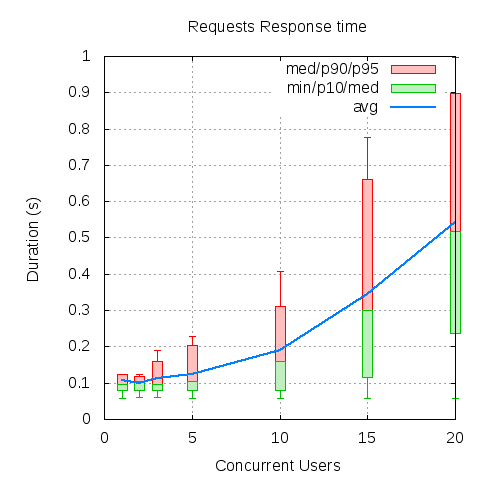 Requests Response time
med/p90/p95
min/p10/med
avg
Duration (s)
1
0.9
0.8
0.7
0.6
0.5
0.4
0.3
0.2
0.1
0
0 5 10 15 20
Concurrent Users